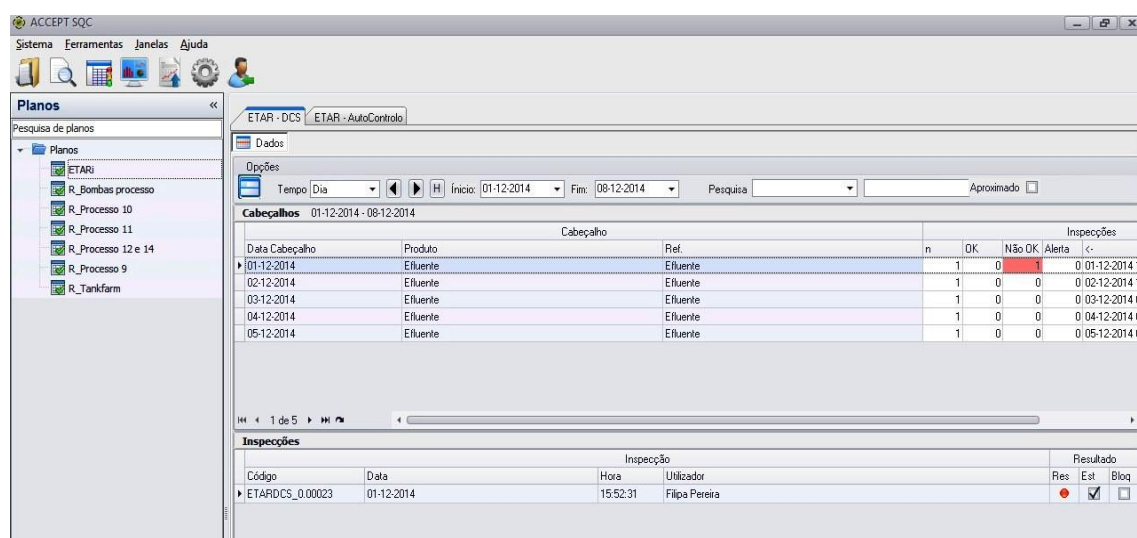 ACCEPT SQC
Sistema Ferramentas Janelas Ajuda
Planos «
Pesquisa de planos
Planos
ETARi
R_Bombas processo
R_Processo 10
R_Processo 11
R_Processo 12 e 14
R_Processo 9
R_Tankfarm
ETAR - DCS ETAR - AutoControlo
Dados
Opções
Tempo Dia H Ínicio: 01-12-2014 Fim: 08-12-2014 Pesquisa Aproximado
Cabeçalhos 01-12-2014 - 08-12-2014
Cabeçalho Inspecções
Data Cabeçalho Produto Ref. n OK Não OK Alerta <-
01-12-2014 Efluente Efluente 1 0 1 0 01-12-2014
02-12-2014 Efluente Efluente 1 0 0 0 02-12-2014
03-12-2014 Efluente Efluente 1 0 0 0 03-12-2014
04-12-2014 Efluente Efluente 1 0 0 0 04-12-2014
05-12-2014 Efluente Efluente 1 0 0 0 05-12-2014
1 de 5
Inspecções
Inspecção Resultado
Código Data Hora Utilizador Res Est Bloq
ETARDCS_0.00023 01-12-2014 15:52:31 Filipa Pereira